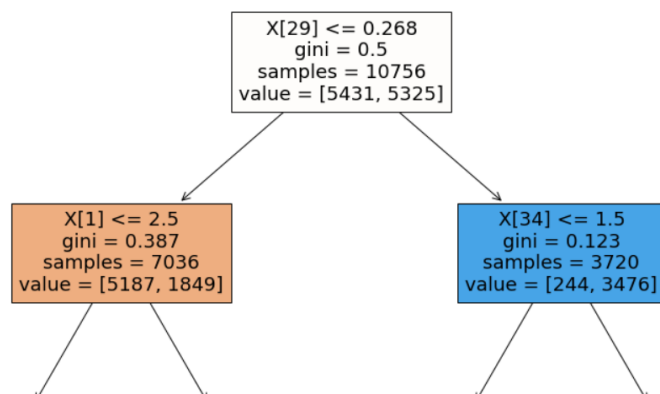 X[29] <= 0.268
gini = 0.5
samples = 10756
value = [5431, 5325]
X[1] <= 2.5
gini = 0.387
samples = 7036
value = [5187, 1849]
X[34] <= 1.5
gini = 0.123
samples = 3720
value = [244, 3476]